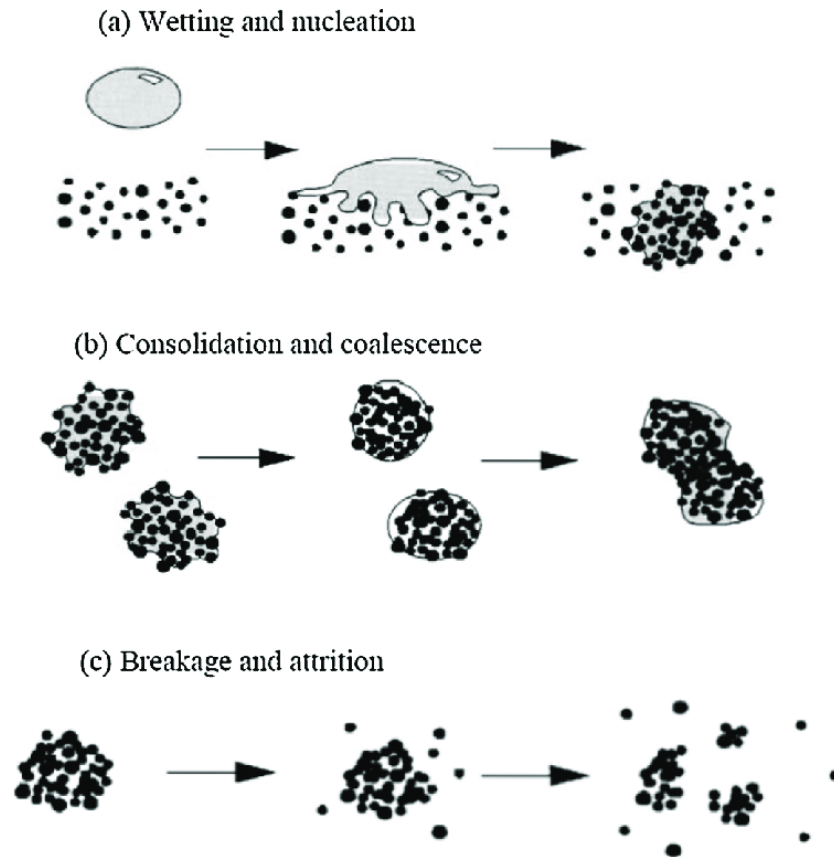 (a) Wetting and nucleation
(b) Consolidation and coalescence
(c) Breakage and attrition